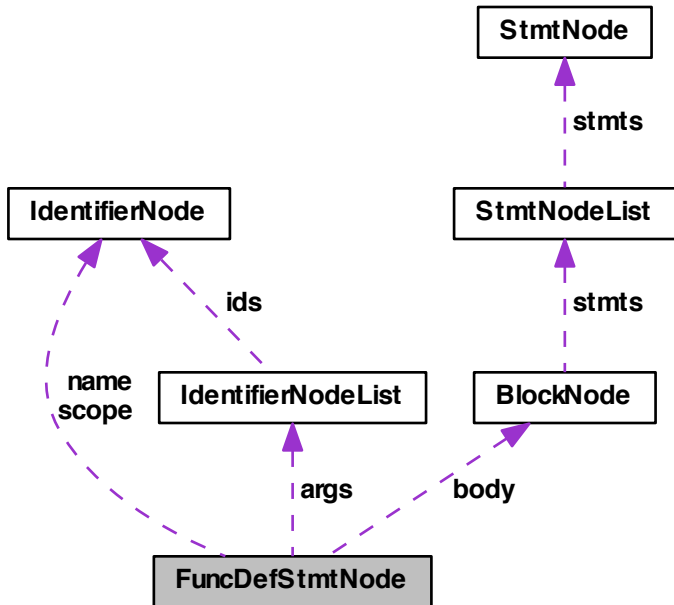 StmtNode
stmts
IdentifierNode
StmtNodeList
ids
stmts
name
scope
IdentifierNodeList
BlockNode
args
body
FuncDefStmtNode